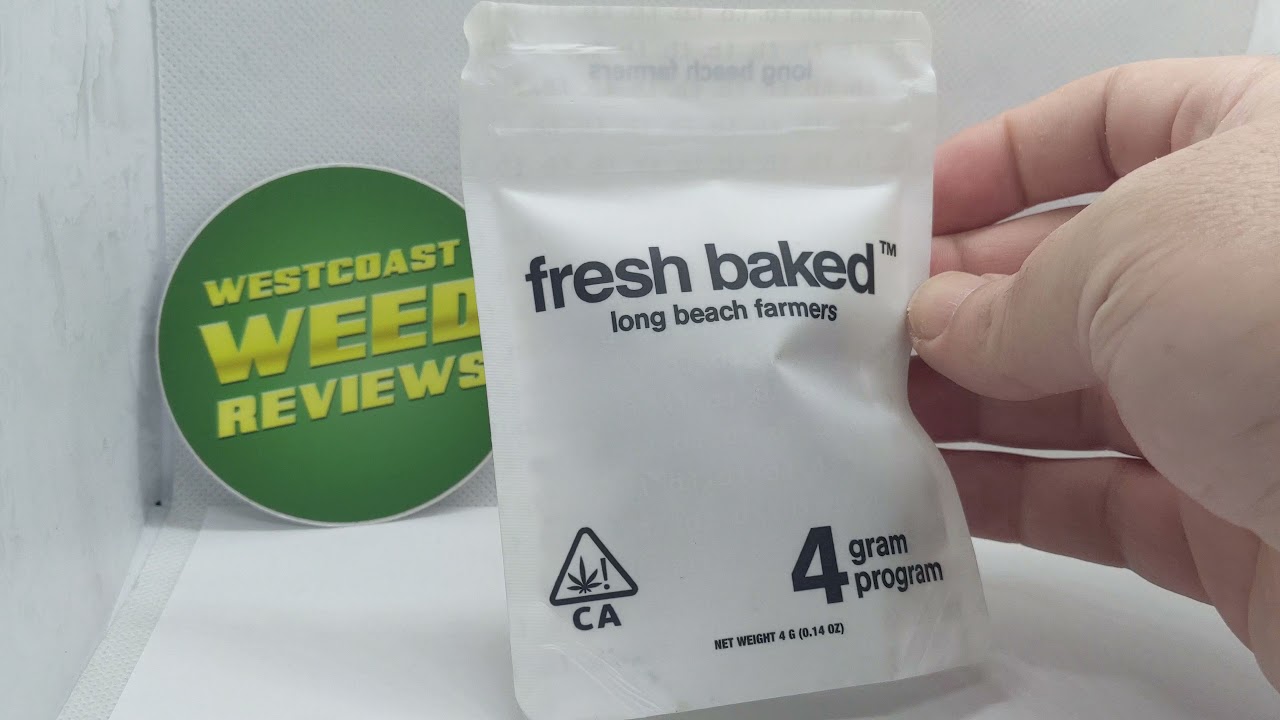 WESTCOAST
WEED
REVIEWS
long beach farmers
fresh baked™
long beach farmers
4 gram
program
CA
NET WEIGHT 4 G (0.14 OZ)